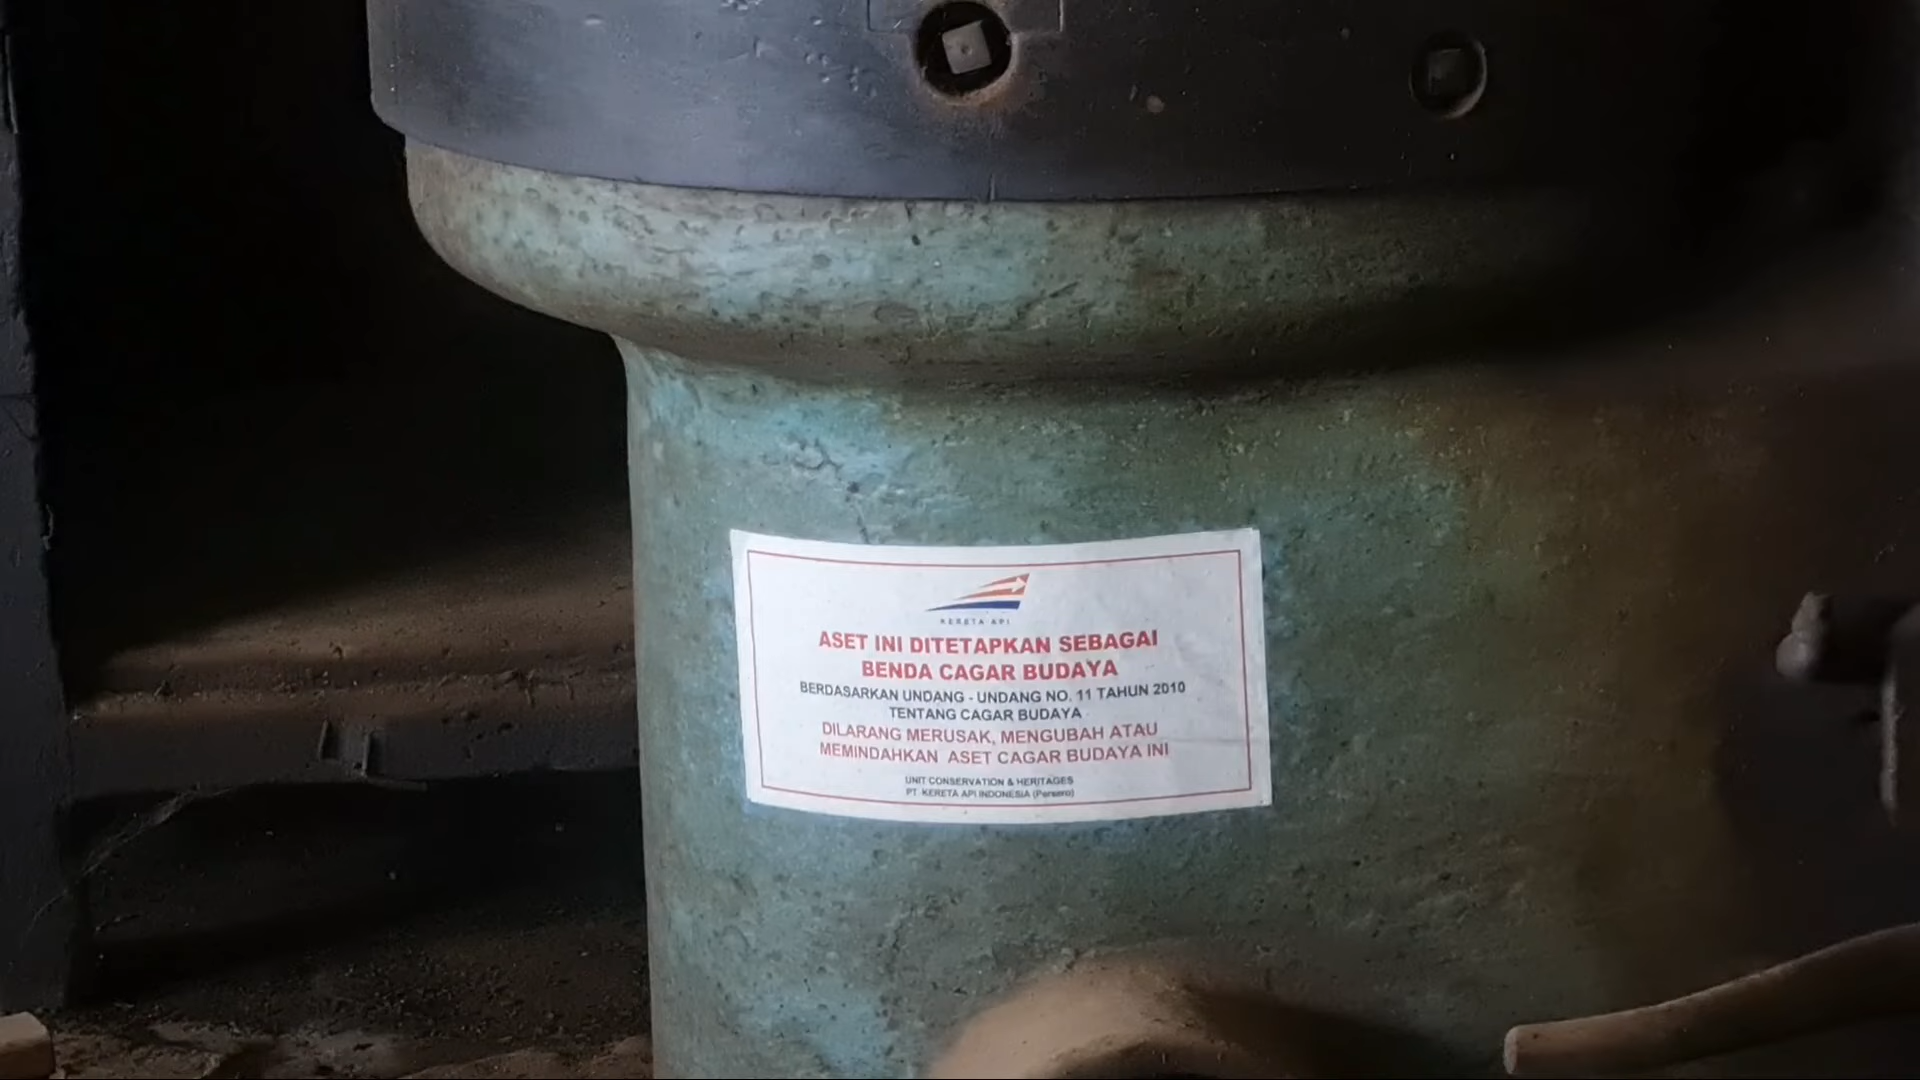 KERETA API
ASET INI DITETAPKAN SEBAGAI
BENDA CAGAR BUDAYA
BERDASARKAN UNDANG - UNDANG NO. 11 TAHUN 2010
TENTANG CAGAR BUDAYA
DILARANG MERUSAK, MENGUBAH ATAU
MEMINDAHKAN ASET CAGAR BUDAYA INI
UNIT CONSERVATION & HERITAGES
PT. KERETA API INDONESIA (Persero)